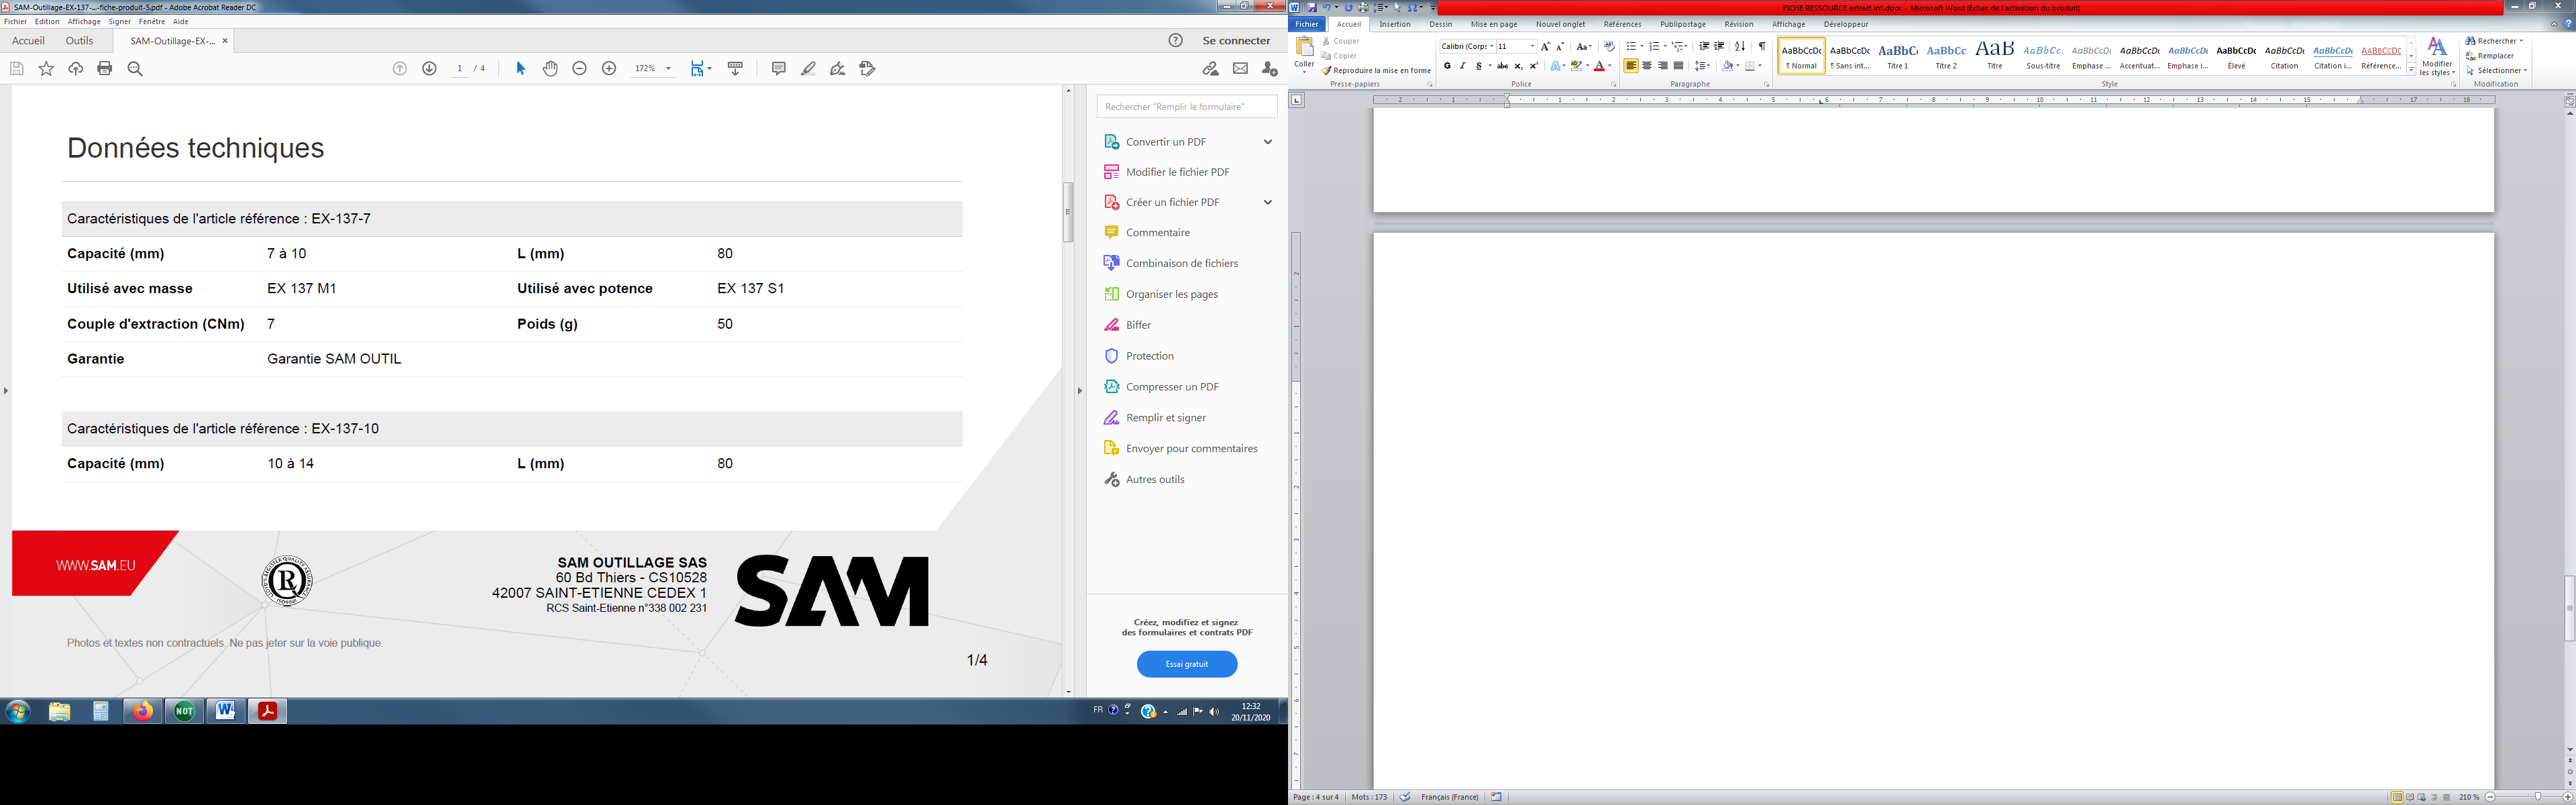 SAM-Outillage-EX-137-...-fiche-produit-5.pdf - Adobe Acrobat Reader DC
Fichier Edition Affichage Signer Fenêtre Aide
Accueil Outils SAM-Outillage-EX-... ×
Se connecter
1 / 4 172%
Données techniques
Caractéristiques de l'article référence : EX-137-7
Capacité (mm) 7 à 10 L (mm) 80
Utilisé avec masse EX 137 M1 Utilisé avec potence EX 137 S1
Couple d'extraction (CNm) 7 Poids (g) 50
Garantie Garantie SAM OUTIL
Caractéristiques de l'article référence : EX-137-10
Capacité (mm) 10 à 14 L (mm) 80
WWW.SAM.EU
SAM OUTILLAGE SAS
60 Bd Thiers - CS10528
42007 SAINT-ETIENNE CEDEX 1
RCS Saint-Etienne n°338 002 231
SAM
Photos et textes non contractuels. Ne pas jeter sur la voie publique.
1/4
Rechercher "Remplir le formulaire"
Convertir un PDF
Modifier le fichier PDF
Créer un fichier PDF
Commentaire
Combinaison de fichiers
Organiser les pages
Biffer
Protection
Compresser un PDF
Remplir et signer
Envoyer pour commentaires
Autres outils
Créez, modifiez et signez
des formulaires et contrats PDF
Essai gratuit
NOT
FR
12:32
20/11/2020
FICHE RESSOURCE extract int.docx - Microsoft Word (Échec de l'activation du produit)
Fichier Accueil Insertion Dessin Mise en page Nouvel onglet Références Publipostage Révision Affichage Développeur
Coller
Couper
Copier
Reproduire la mise en forme
Presse-papiers
Calibri (Corps 11
G I S abc
Police
Paragraphe
AaBbCcDc AaBbCcDc AaBbC AaBbCc AaB AaBbCc. AaBbCcDt AaBbCcDt AaBbCcDt AaBbCcDc AaBbCcDt AaBbCcDt AaBbCcDc
¶ Normal ¶ Sans int... Titre 1 Titre 2 Titre Sous-titre Emphase ... Accentuat... Emphase i... Élevé Citation Citation i... Référence...
Style
Modifier
les styles
Rechercher
Remplacer
Sélectionner
Modification
Page : 4 sur 4 Mots : 173 Français (France) 210 %